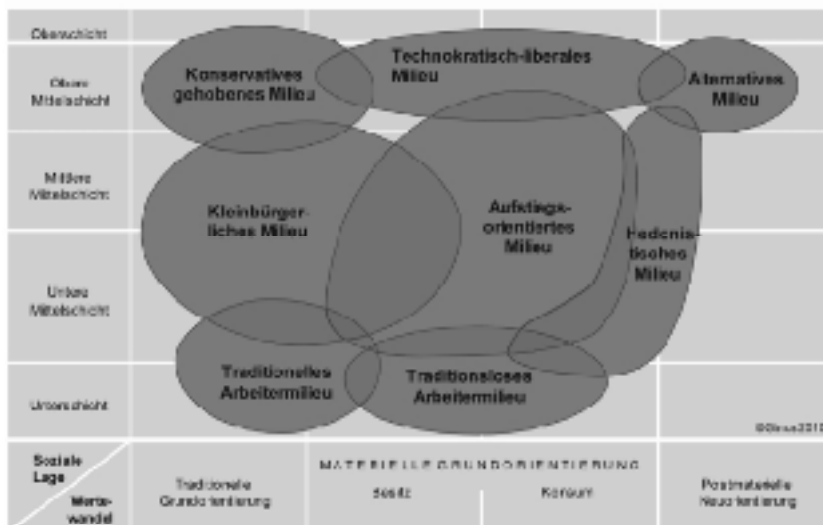 Oberschicht
Obere
Mittelschicht
Mittlere
Mittelschicht
Untere
Mittelschicht
Unterschicht
Konservatives
gehobenes Milieu
Technokratisch-liberales
Milieu
Alternatives
Milieu
Kleinbürger-
liches Milieu
Aufstiegs-
orientiertes
Milieu
Hedonis-
tisches
Milieu
Traditionelles
Arbeitermilieu
Traditionsloses
Arbeitermilieu
Soziale
Lage
Werte-
wandel
Traditionelle
Grundorientierung
MATERIELLE GRUNDORIENTIERUNG
Besitz
Konsum
Postmaterielle
Neuorientierung